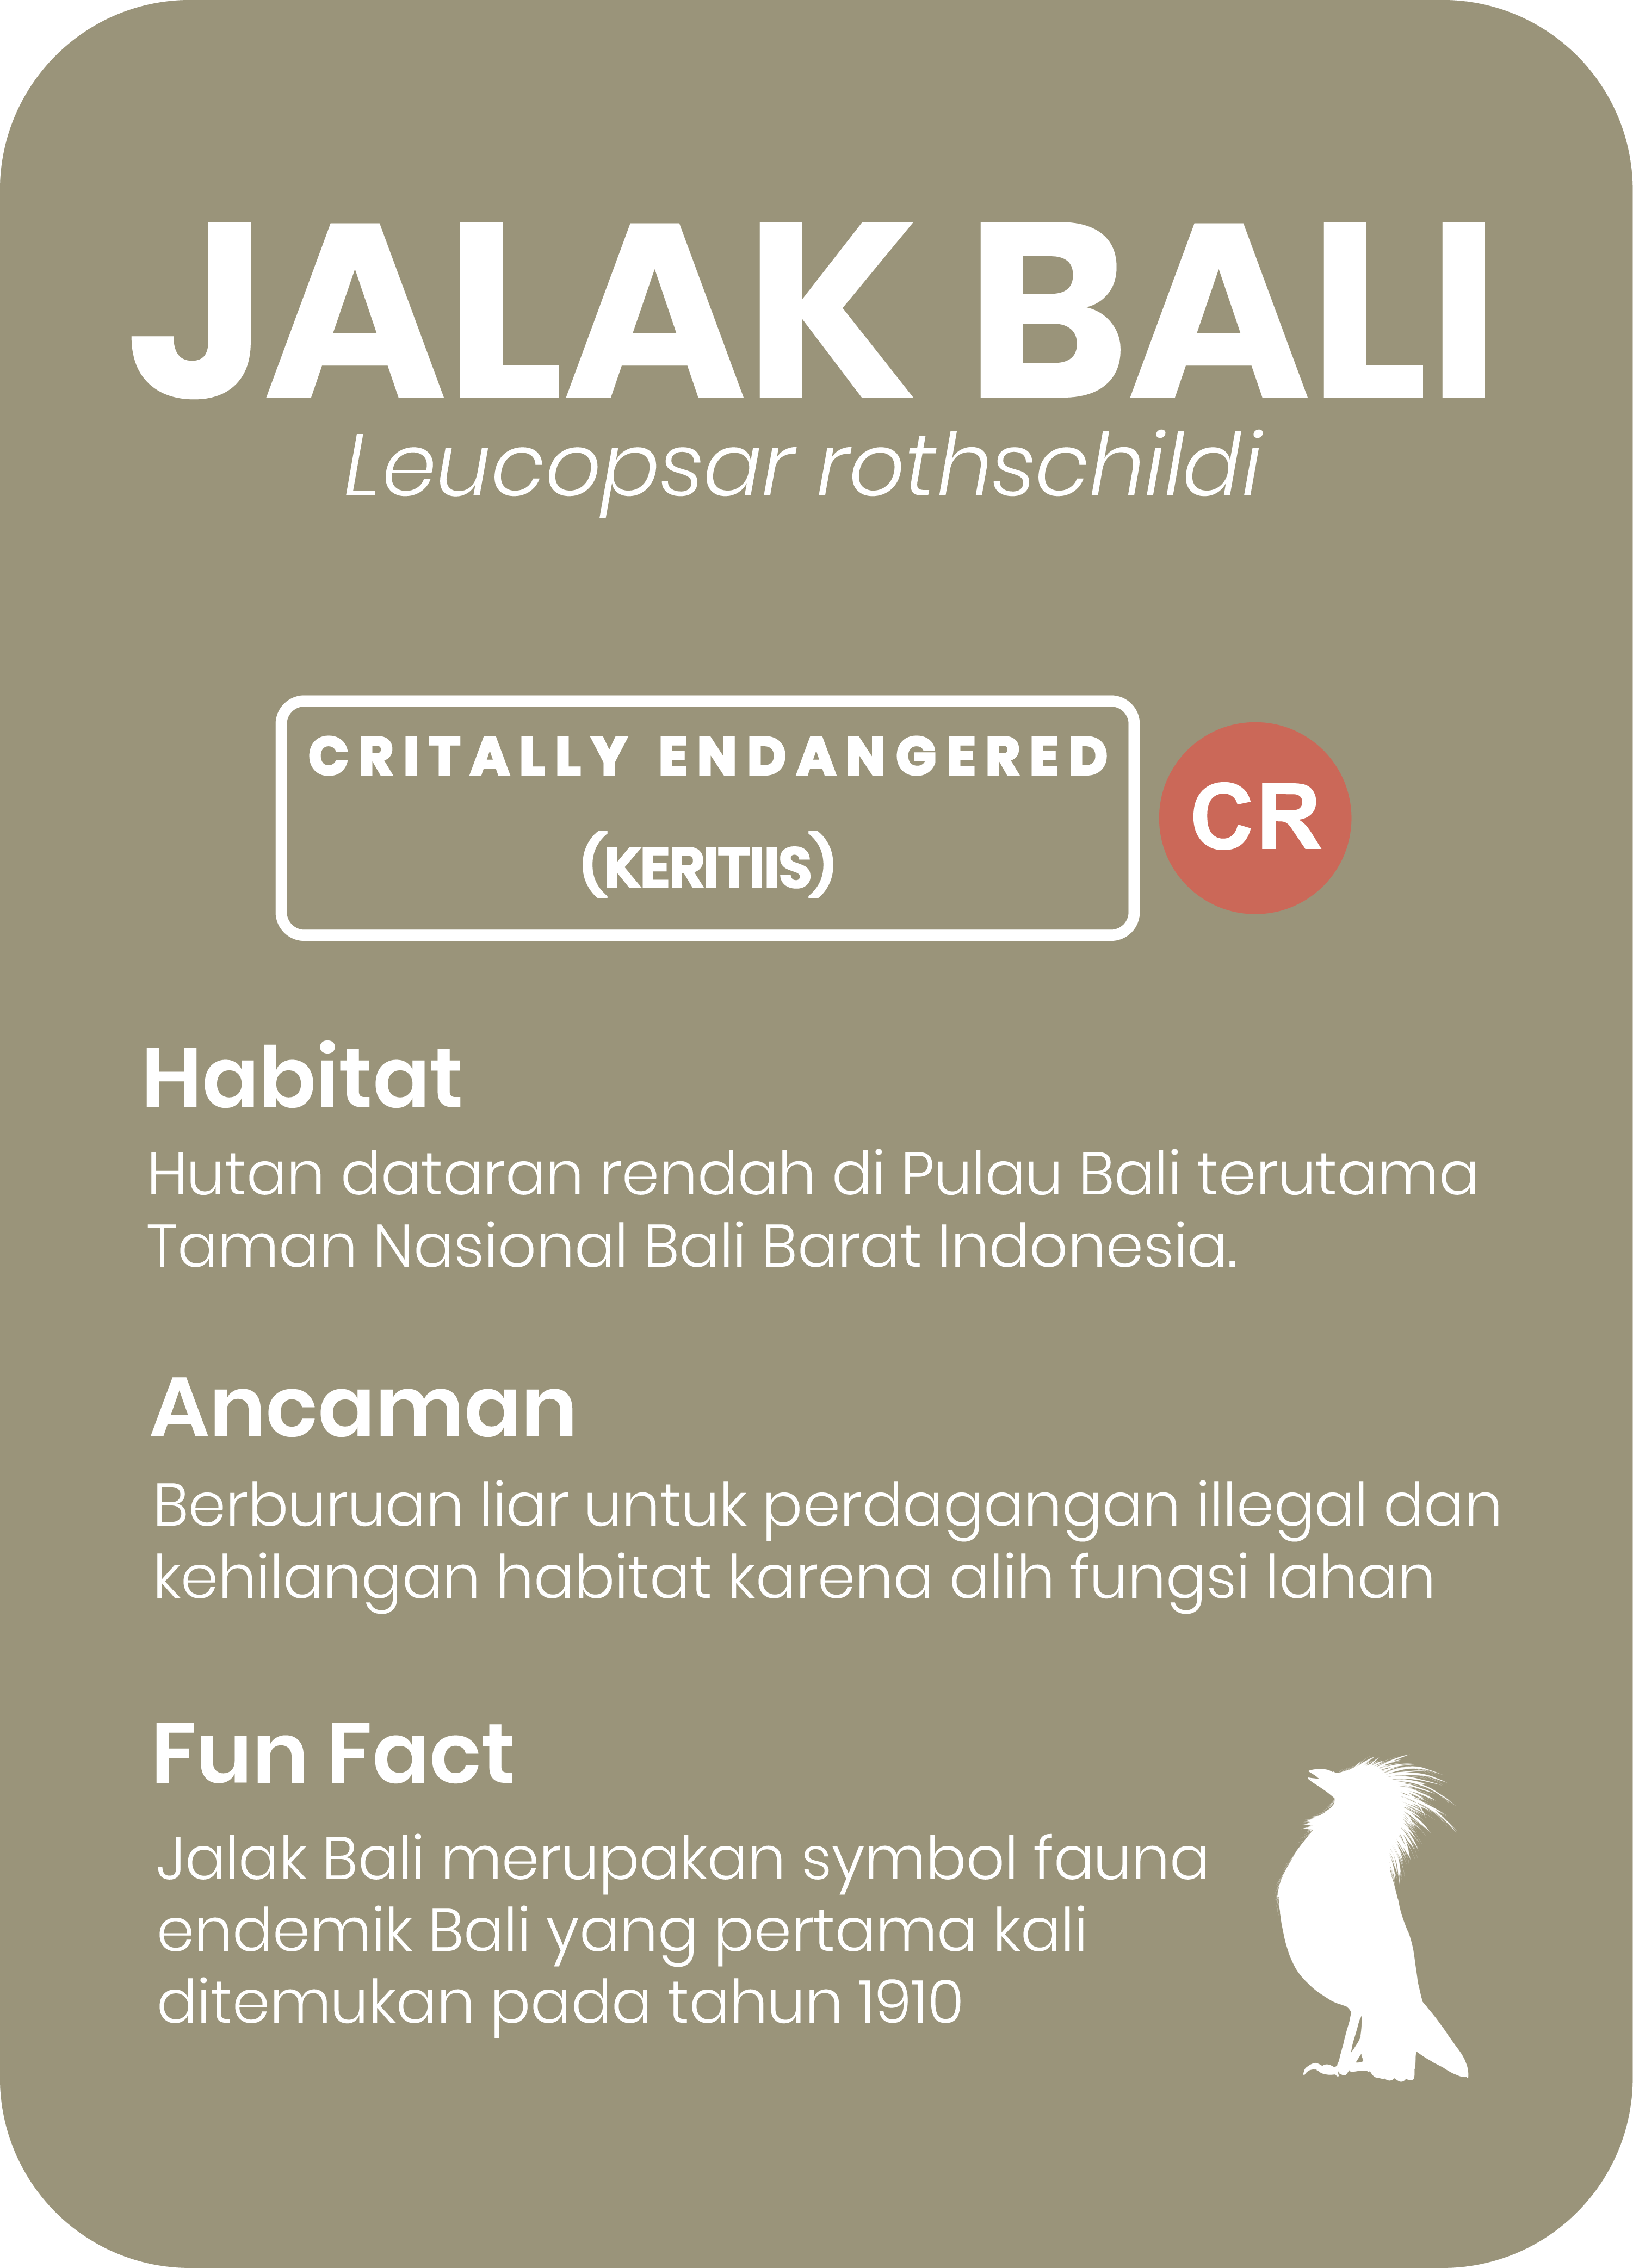 JALAK BALI
Leucopsar rothschildi
CRITALLY ENDANGERED
CR
(KERITIIS)
Habitat
Hutan dataran rendah di Pulau Bali terutama
Taman Nasional Bali Barat Indonesia.
Ancaman
Berburuan liar untuk perdagangan illegal dan
kehilangan habitat karena alih fungsi lahan
Fun Fact
Jalak Bali merupakan symbol fauna
endemik Bali yang pertama kali
ditemukan pada tahun 1910